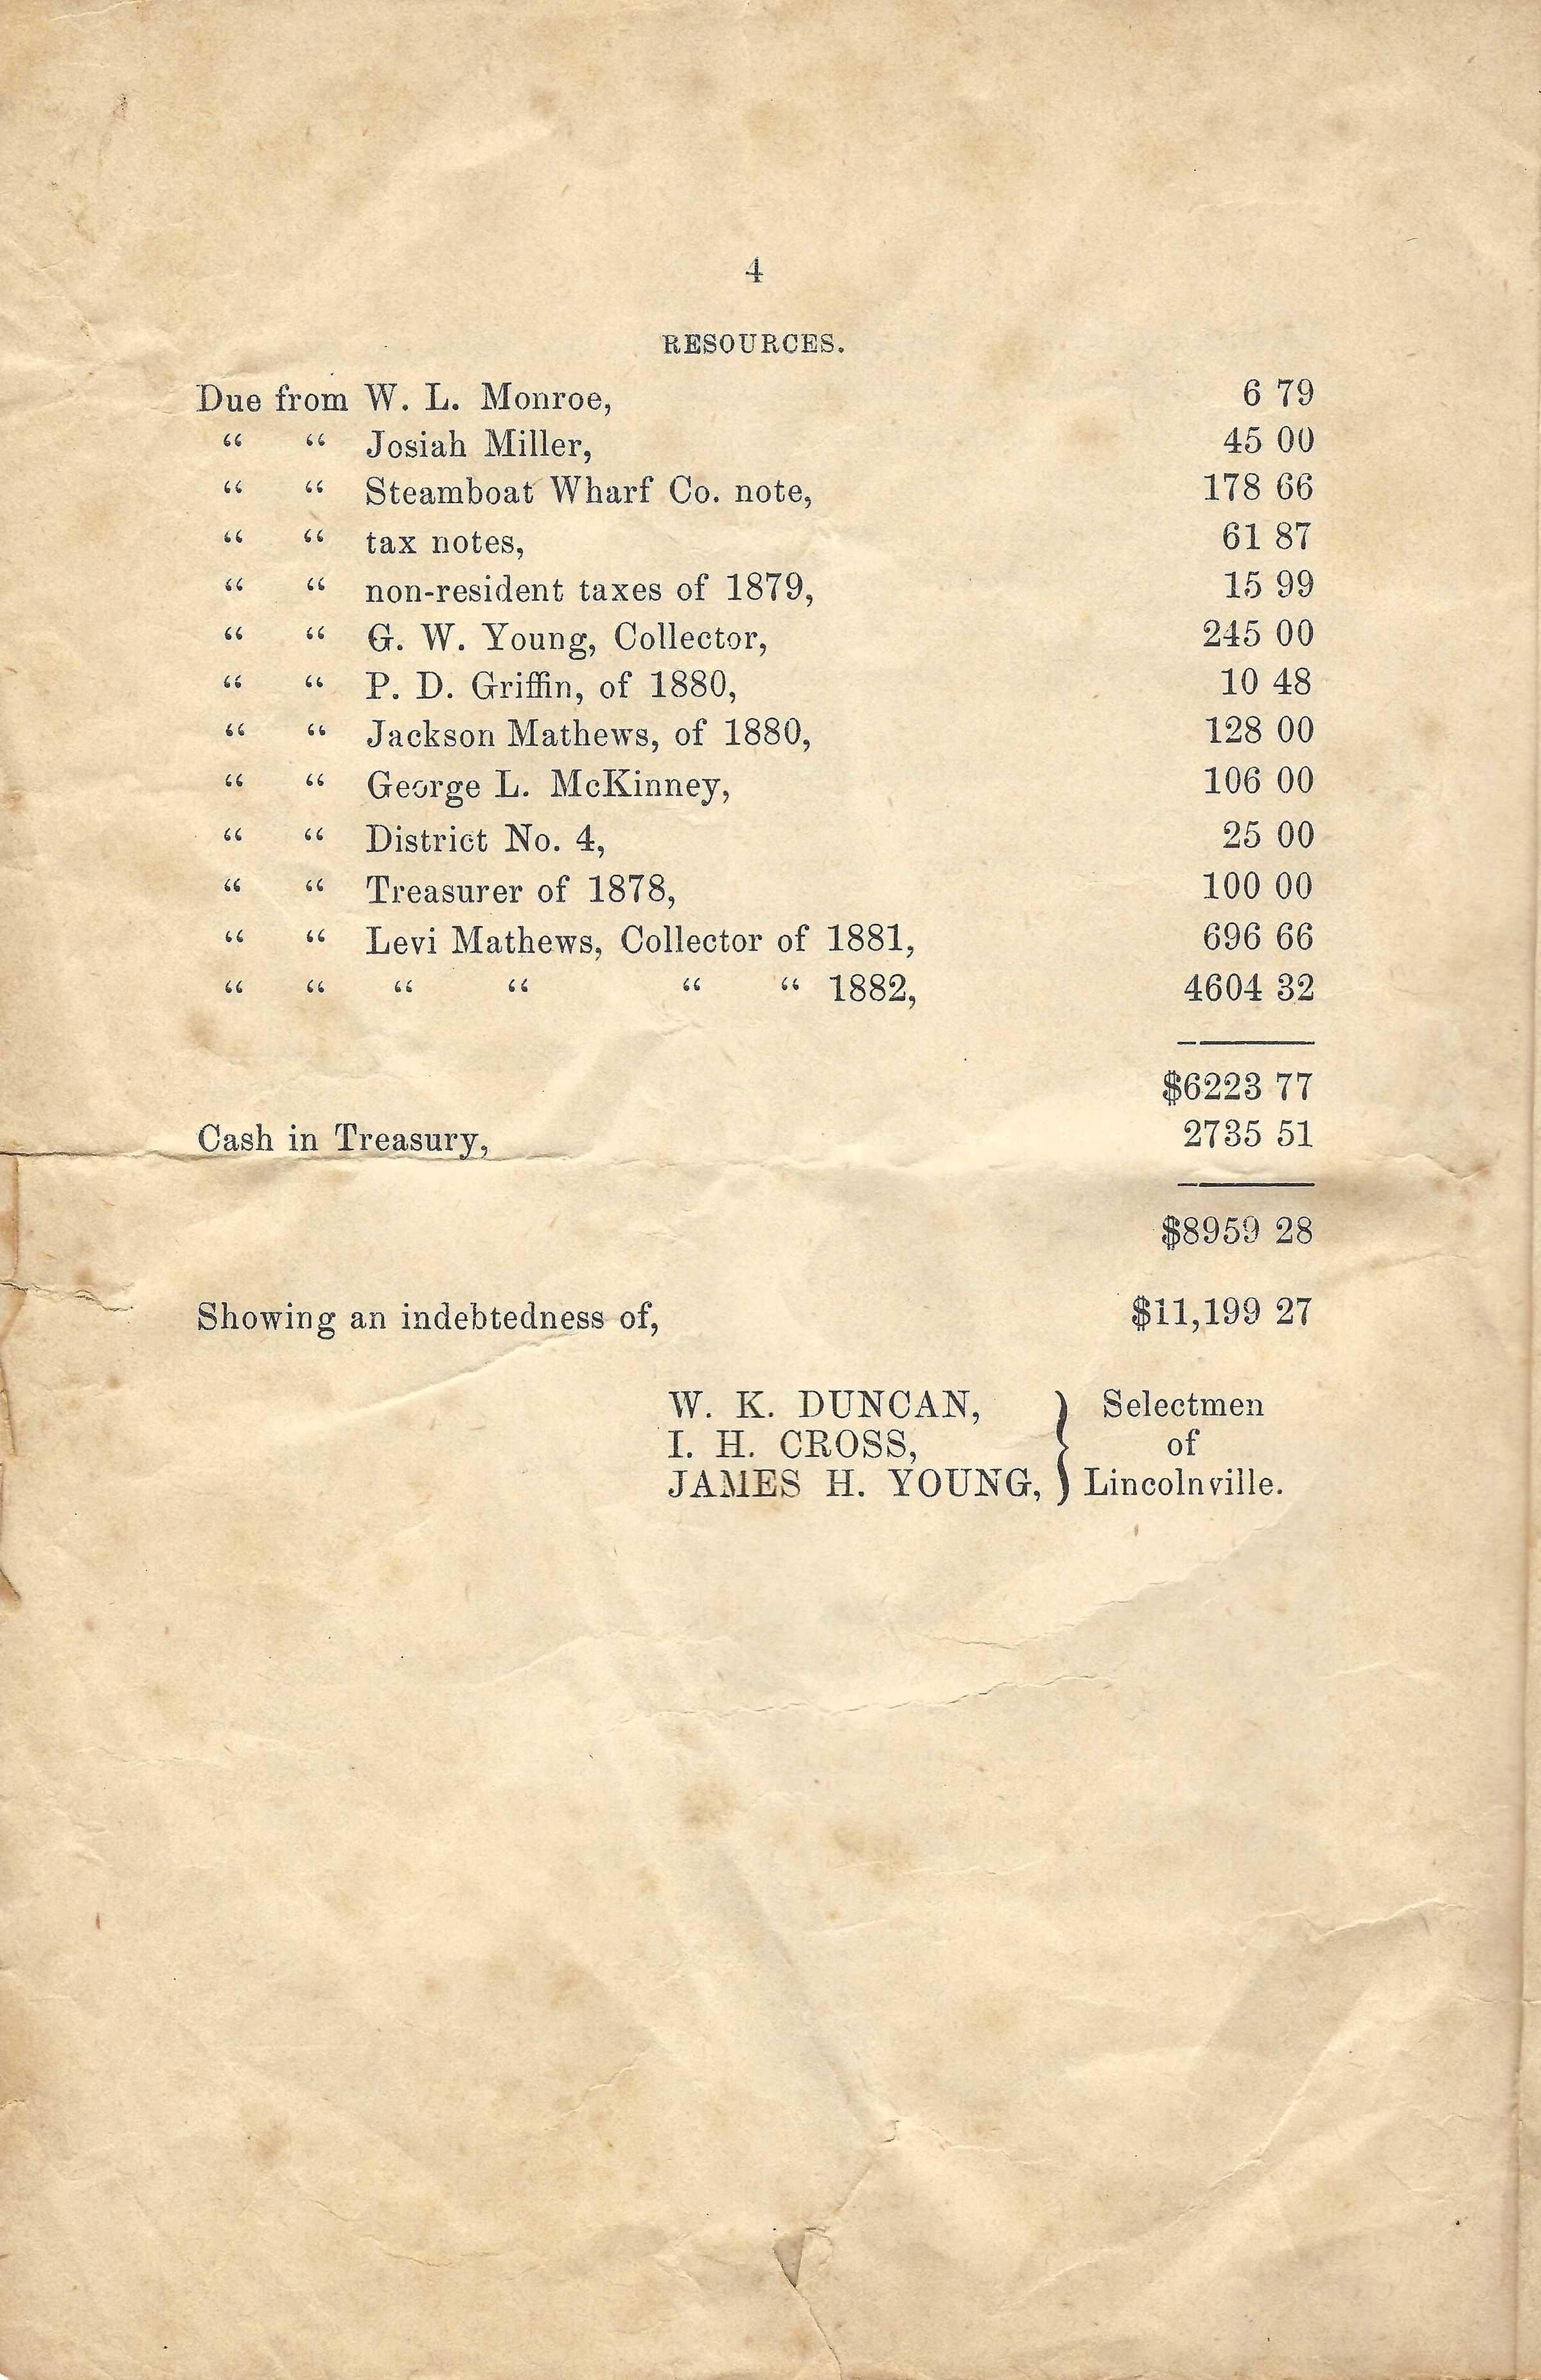 4
RESOURCES.
Due from W. L. Monroe, 6 79
“ “ Josiah Miller, 45 00
“ “ Steamboat Wharf Co. note, 178 66
“ “ tax notes, 61 87
“ “ non-resident taxes of 1879, 15 99
“ “ G. W. Young, Collector, 245 00
“ “ P. D. Griffin, of 1880, 10 48
“ “ Jackson Mathews, of 1880, 128 00
“ “ George L. McKinney, 106 00
“ “ District No. 4, 25 00
“ “ Treasurer of 1878, 100 00
“ “ Levi Mathews, Collector of 1881, 696 66
“ “ “ “ “ “ 1882, 4604 32
$6223 77
Cash in Treasury, 2735 51
$8959 28
Showing an indebtedness of, $11,199 27
W. K. DUNCAN, } Selectmen
I. H. CROSS, of
JAMES H. YOUNG, Lincolnville.